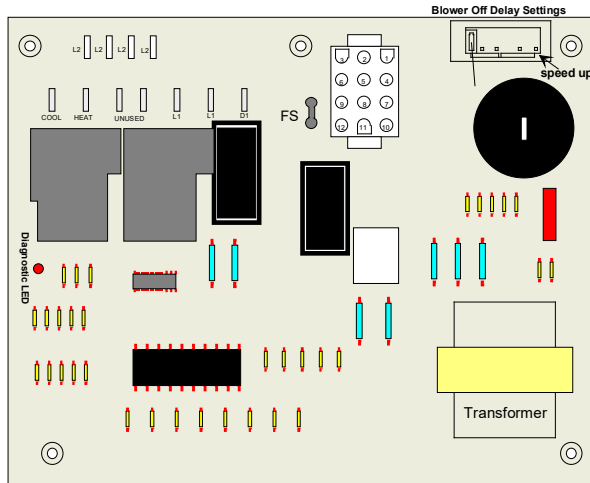 Blower Off Delay Settings
speed up
L2 L2 L2 L2
COOL HEAT UNUSED L1 L1 D1
FS
3 2 1
6 5 4
9 8 7
12 11 10
Diagnostic LED
Transformer